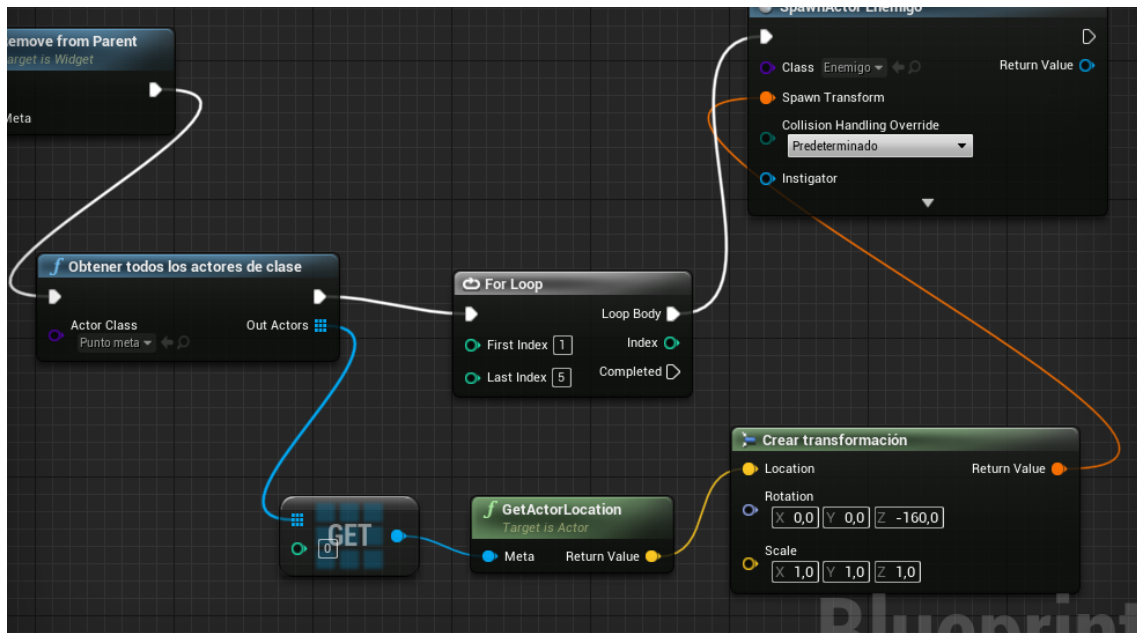 Remove from Parent
Target is Widget
Meta
SpawnActor Enemigo
Class Enemigo
Return Value
Spawn Transform
Collision Handling Override
Predeterminado
Instigator
Obtener todos los actores de clase
Actor Class
Out Actors
Punto meta
For Loop
Loop Body
First Index 1
Index
Last Index 5
Completed
GET
0
GetActorLocation
Target is Actor
Meta
Return Value
Crear transformación
Location
Return Value
Rotation
X 0,0 Y 0,0 Z -160,0
Scale
X 1,0 Y 1,0 Z 1,0
Blueprint